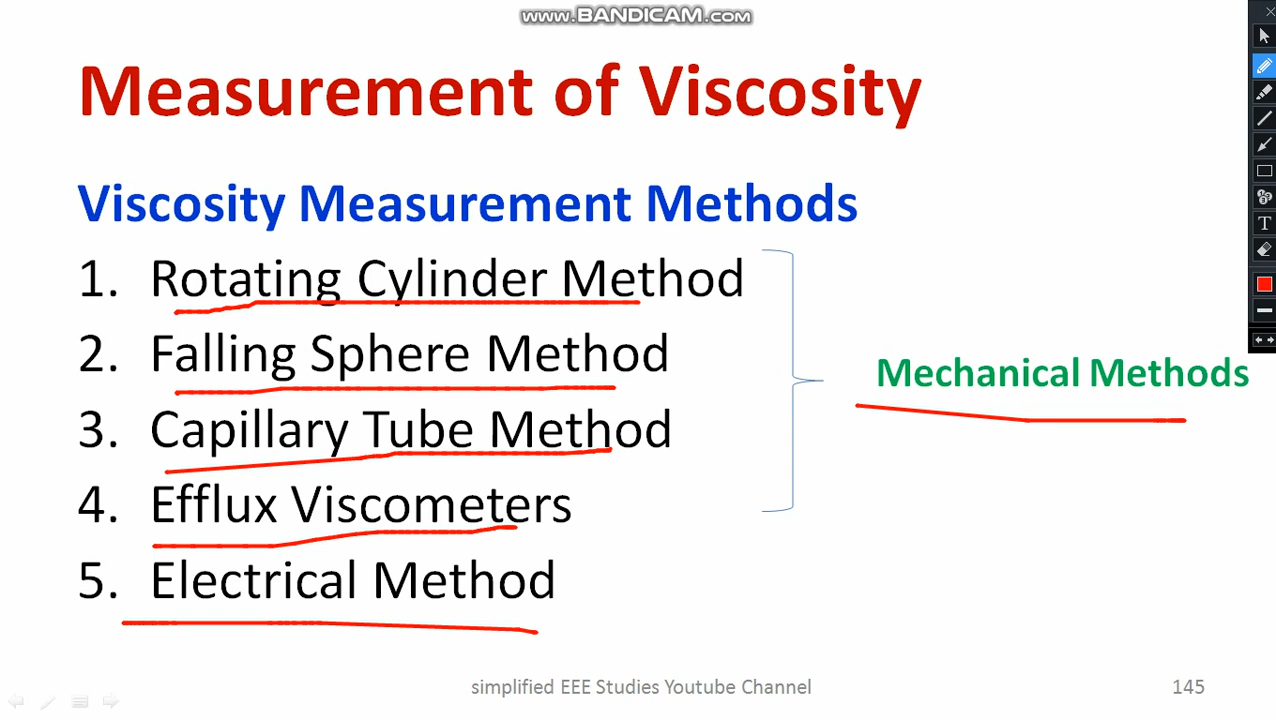 www.BANDICAM.com
Measurement of Viscosity
Viscosity Measurement Methods
1. Rotating Cylinder Method
2. Falling Sphere Method
3. Capillary Tube Method
4. Efflux Viscometers
5. Electrical Method
Mechanical Methods
simplified EEE Studies Youtube Channel
145